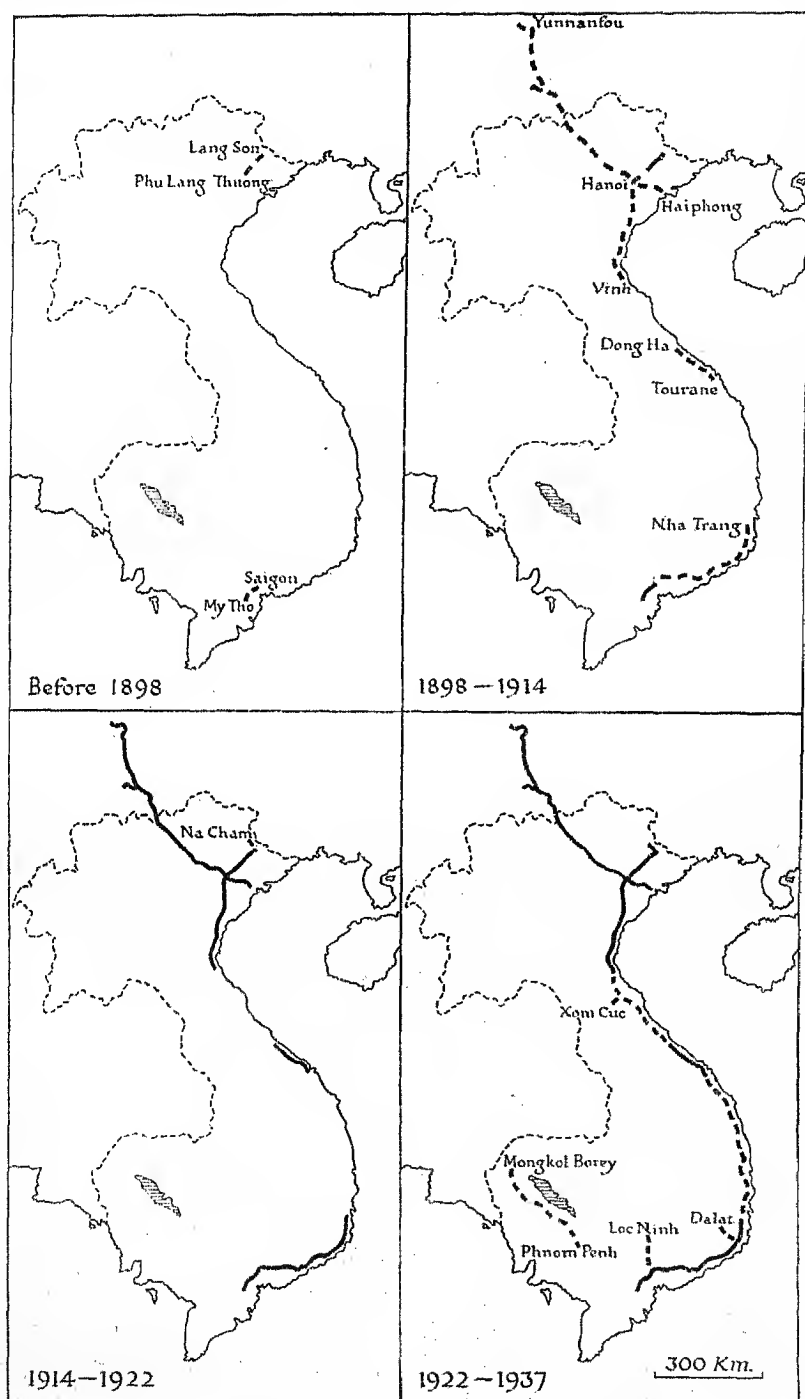 Lang Son
Phu Lang Thuong
Saigon
My Tho
Before 1898
Yunnanfou
Hanoi
Haiphong
Vinh
Dong Ha
Tourane
Nha Trang
1898–1914
Na Cham
1914–1922
Xom Cuc
Mongkol Borey
Phnom Penh
Loc Ninh
Dalat
1922–1937
300 Km.